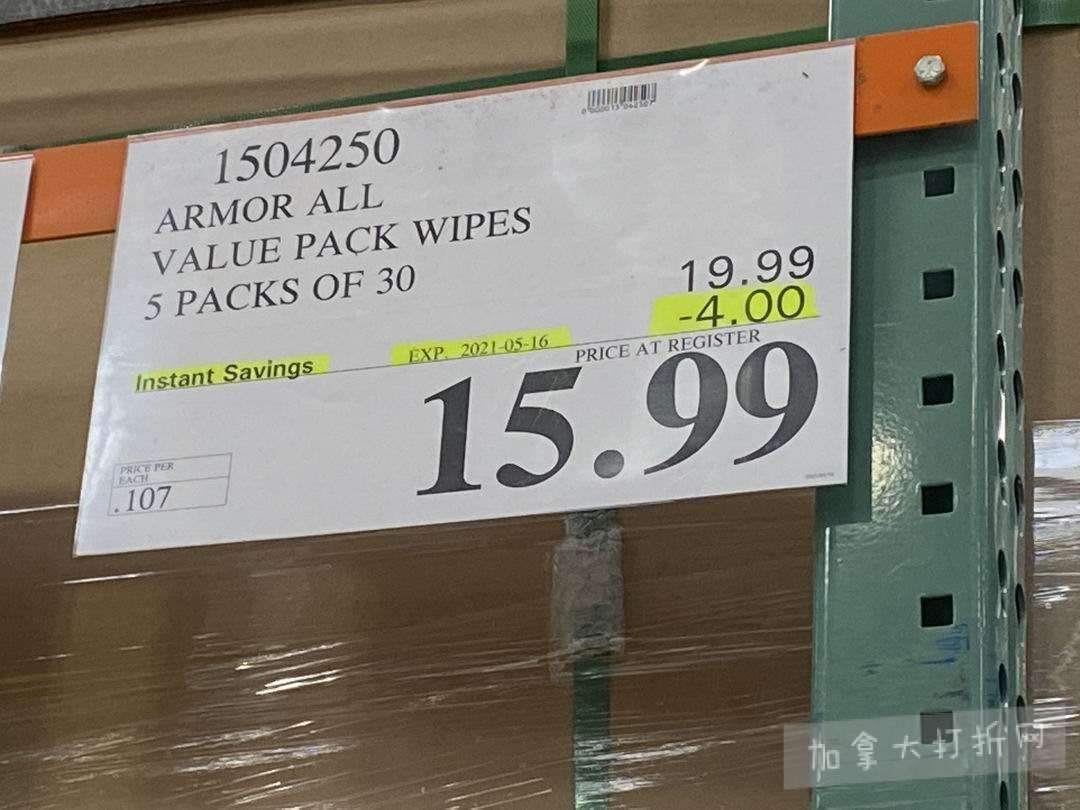 1504250
ARMOR ALL
VALUE PACK WIPES
5 PACKS OF 30
19.99
-4.00
Instant Savings
EXP. 2021-05-16
PRICE AT REGISTER
15.99
PRICE PER
EACH
.107
加拿大打折网